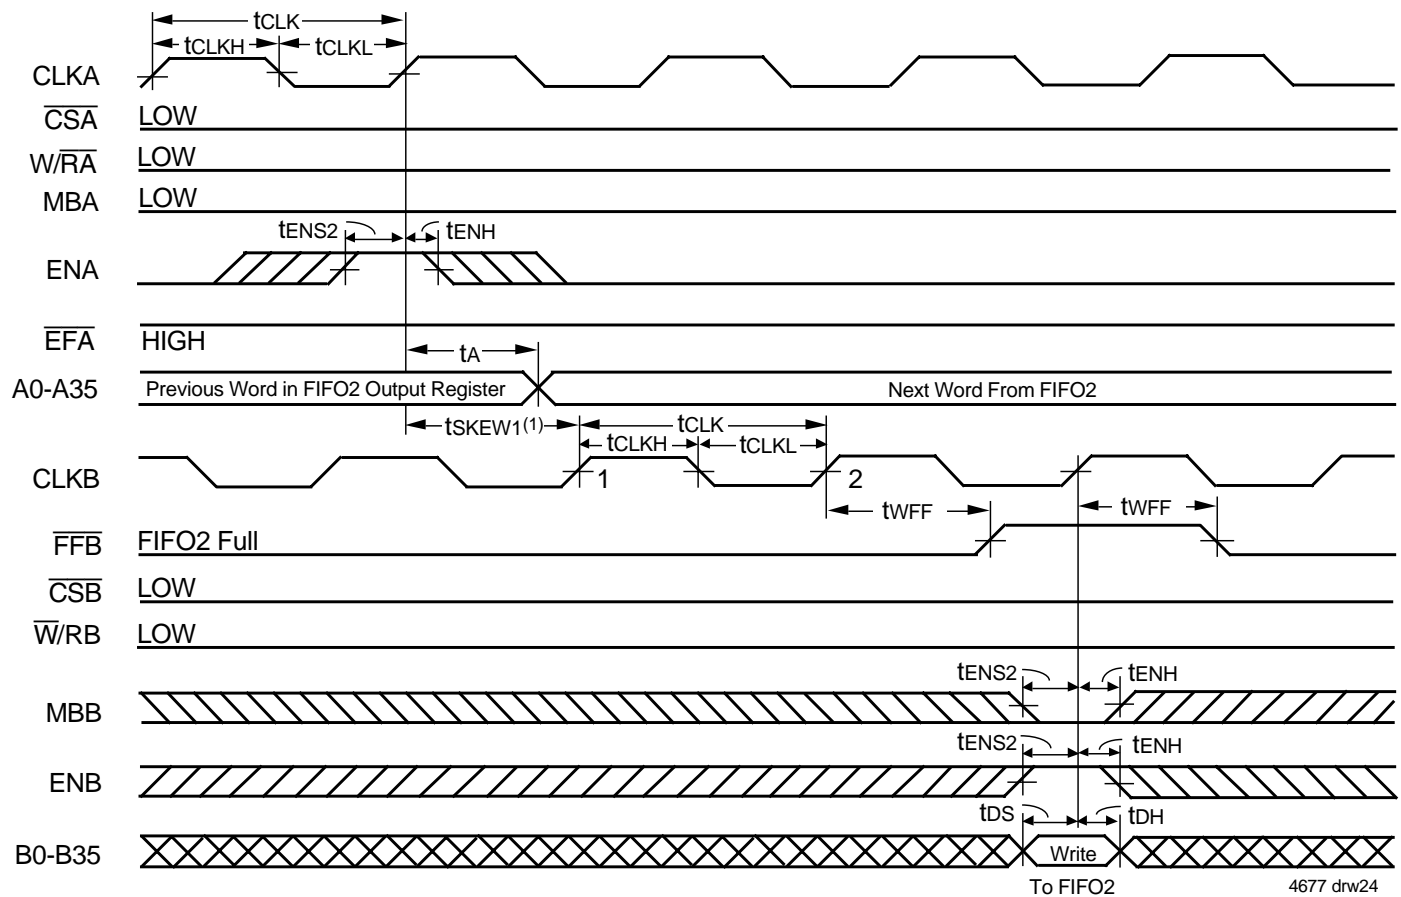 tCLK
tCLKH tCLKL
CLKA
CSA LOW
W/RA LOW
MBA LOW
tENS2 tENH
ENA
EFA HIGH
tA
A0-A35 Previous Word in FIFO2 Output Register Next Word From FIFO2
tSKEW1(1) tCLK
tCLKH tCLKL
CLKB 1 2
tWFF tWFF
FFB FIFO2 Full
CSB LOW
W/RB LOW
tENS2 tENH
MBB
tENS2 tENH
ENB
tDS tDH
B0-B35 Write
To FIFO2 4677 drw24